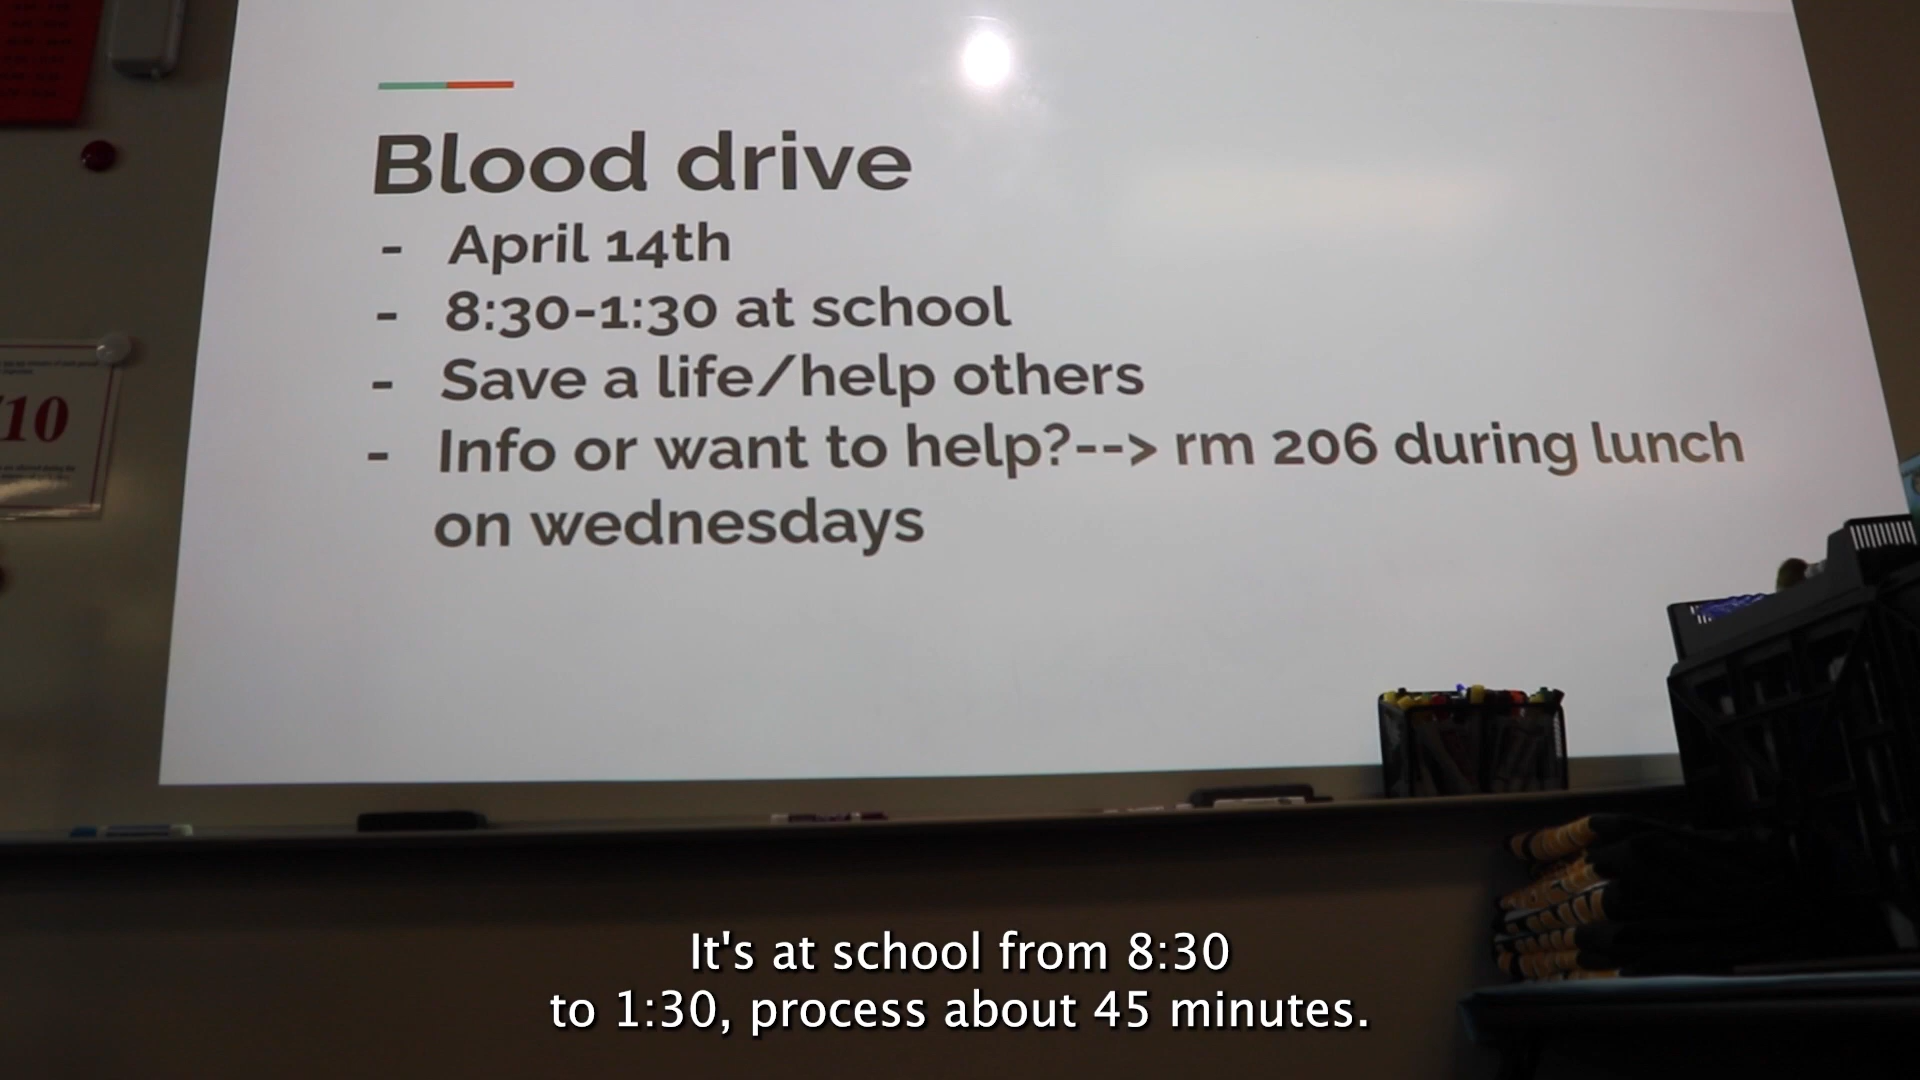 Blood drive
- April 14th
- 8:30-1:30 at school
- Save a life/help others
- Info or want to help?--> rm 206 during lunch
on wednesdays
10
It's at school from 8:30
to 1:30, process about 45 minutes.